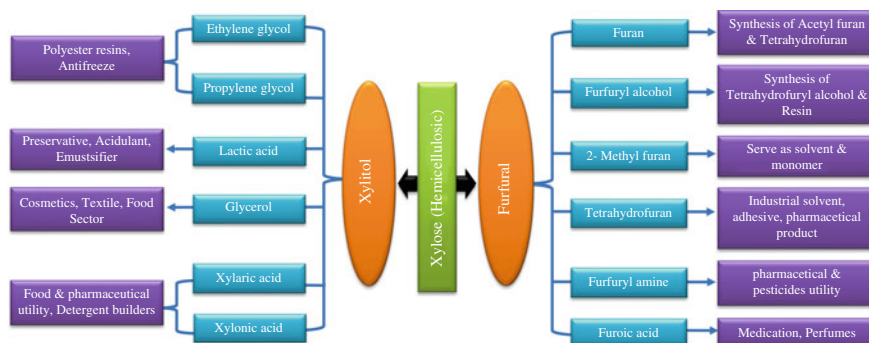 Polyester resins,
Antifreeze
Preservative, Acidulant,
Emustsifier
Cosmetics, Textile, Food
Sector
Food & pharmaceutical
utility, Detergent builders
Ethylene glycol
Propylene glycol
Lactic acid
Glycerol
Xylaric acid
Xylonic acid
Xylitol
Xylose (Hemicellulosic)
Furfural
Furan
Furfuryl alcohol
2- Methyl furan
Tetrahydrofuran
Furfuryl amine
Furoic acid
Synthesis of Acetyl furan
& Tetrahydrofuran
Synthesis of
Tetrahydrofuryl alcohol &
Resin
Serve as solvent &
monomer
Industrial solvent,
adhesive, pharmacetical
product
pharmacetical &
pesticides utility
Medication, Perfumes